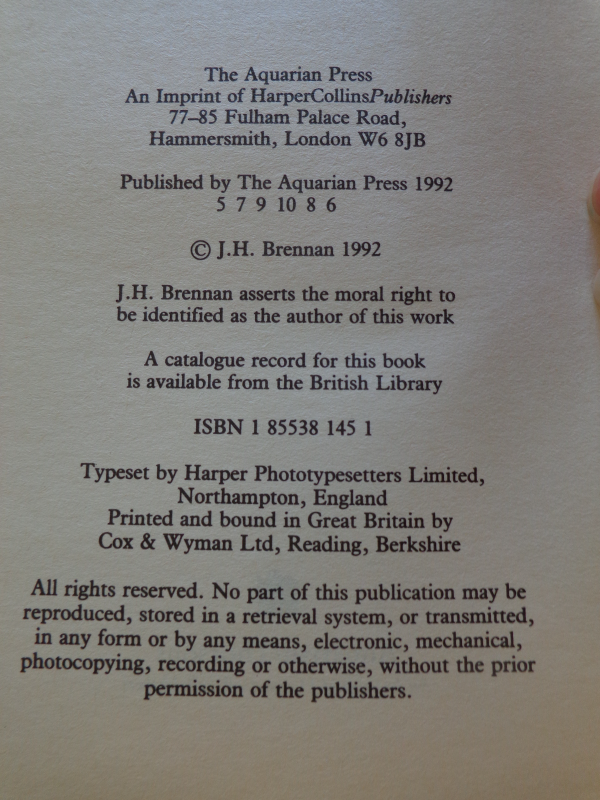 The Aquarian Press
An Imprint of HarperCollinsPublishers
77–85 Fulham Palace Road,
Hammersmith, London W6 8JB
Published by The Aquarian Press 1992
5 7 9 10 8 6
© J.H. Brennan 1992
J.H. Brennan asserts the moral right to
be identified as the author of this work
A catalogue record for this book
is available from the British Library
ISBN 1 85538 145 1
Typeset by Harper Phototypesetters Limited,
Northampton, England
Printed and bound in Great Britain by
Cox & Wyman Ltd, Reading, Berkshire
All rights reserved. No part of this publication may be
reproduced, stored in a retrieval system, or transmitted,
in any form or by any means, electronic, mechanical,
photocopying, recording or otherwise, without the prior
permission of the publishers.